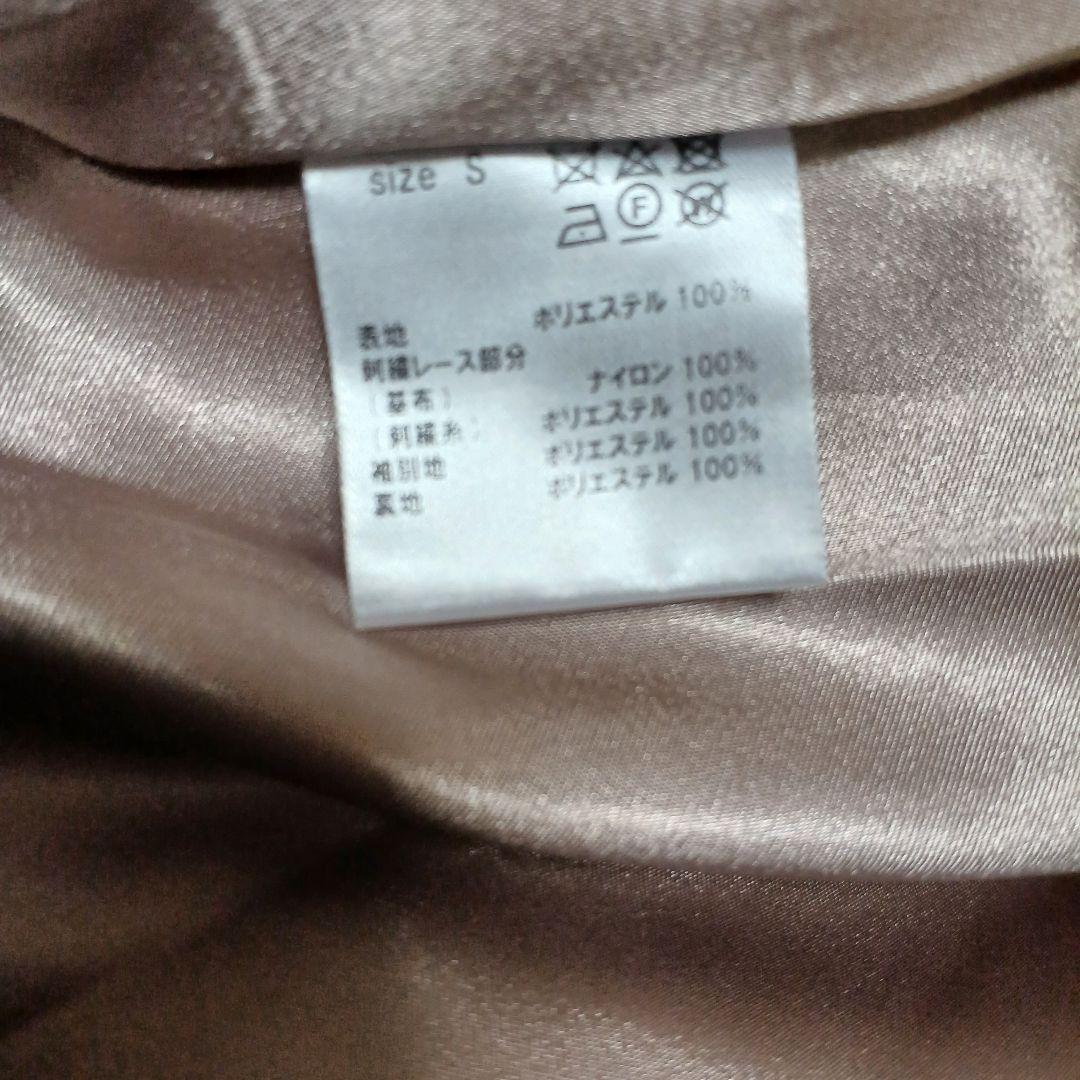 size S
F
W
表地 ポリエステル 100%
刺繍レース部分
(基布) ナイロン 100%
(刺繍糸) ポリエステル 100%
袖別地 ポリエステル 100%
裏地 ポリエステル 100%